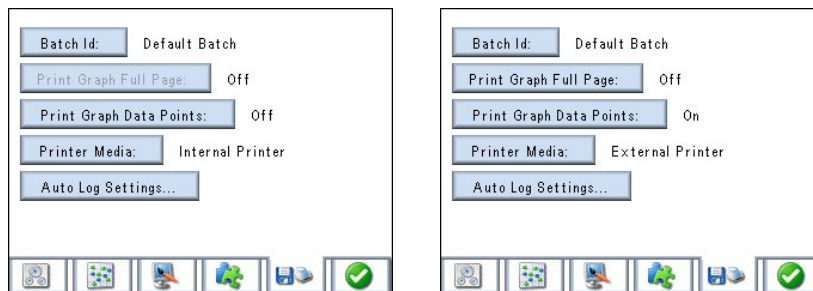 Batch Id: Default Batch
Print Graph Full Page: Off
Print Graph Data Points: Off
Printer Media: Internal Printer
Auto Log Settings...
Batch Id: Default Batch
Print Graph Full Page: Off
Print Graph Data Points: On
Printer Media: External Printer
Auto Log Settings...